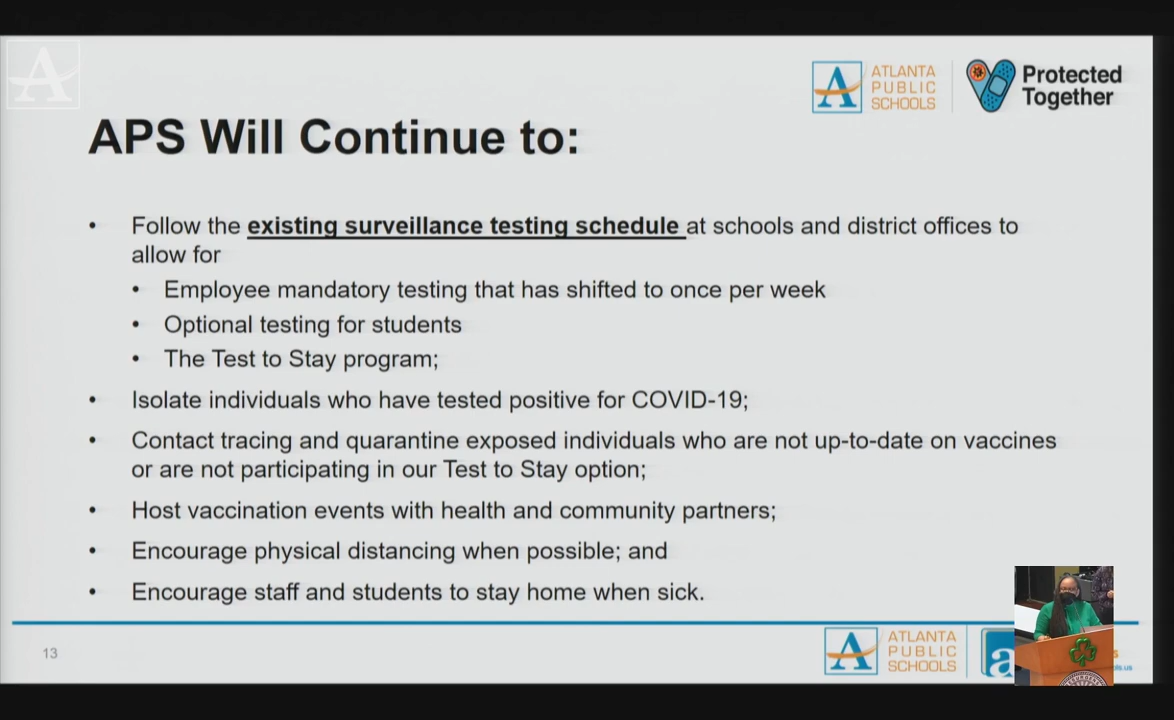 A
A
ATLANTA
PUBLIC
SCHOOLS
Protected
Together
APS Will Continue to:
• Follow the existing surveillance testing schedule at schools and district offices to
allow for
• Employee mandatory testing that has shifted to once per week
• Optional testing for students
• The Test to Stay program;
• Isolate individuals who have tested positive for COVID-19;
• Contact tracing and quarantine exposed individuals who are not up-to-date on vaccines
or are not participating in our Test to Stay option;
• Host vaccination events with health and community partners;
• Encourage physical distancing when possible; and
• Encourage staff and students to stay home when sick.
13
A
ATLANTA
PUBLIC
SCHOOLS
a
s
ols.us